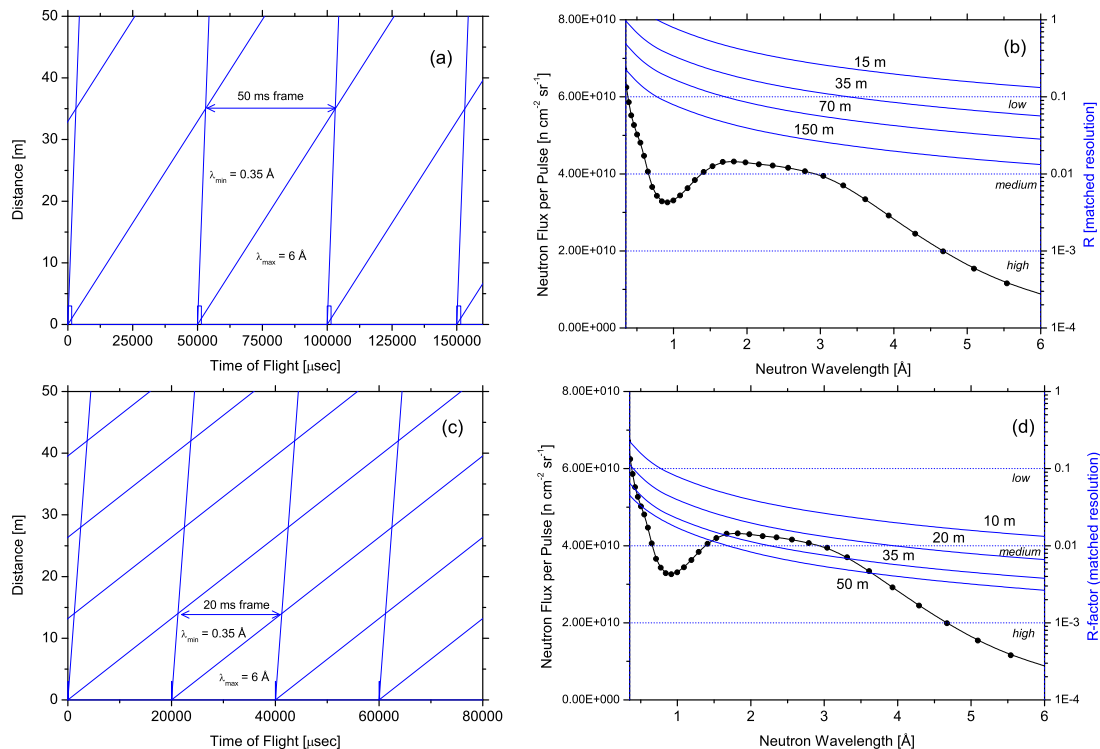 (a)
50
40
30
20
10
0
Distance [m]
50 ms frame
λmin = 0.35 Å
λmax = 6 Å
0
25000
50000
75000
100000
125000
150000
Time of Flight [μsec]
(b)
8.00E+010
6.00E+010
4.00E+010
2.00E+010
0.00E+000
Neutron Flux per Pulse [n cm-2 sr-1]
15 m
35 m
70 m
150 m
low
medium
high
1
0.1
0.01
1E-3
1E-4
R [matched resolution]
1
2
3
4
5
6
Neutron Wavelength [Å]
(c)
50
40
30
20
10
0
Distance [m]
20 ms frame
λmin = 0.35 Å
λmax = 6 Å
0
20000
40000
60000
80000
Time of Flight [μsec]
(d)
8.00E+010
6.00E+010
4.00E+010
2.00E+010
0.00E+000
Neutron Flux per Pulse [n cm-2 sr-1]
10 m
20 m
35 m
50 m
low
medium
high
1
0.1
0.01
1E-3
1E-4
R-factor (matched resolution)
1
2
3
4
5
6
Neutron Wavelength [Å]